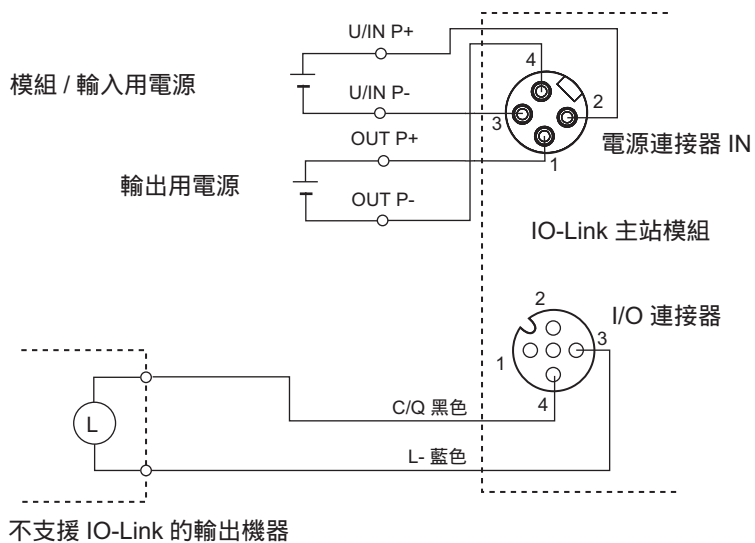 U/IN P+
模組 / 輸入用電源
U/IN P-
4
2
3
1
電源連接器 IN
OUT P+
輸出用電源
OUT P-
IO-Link 主站模組
I/O 連接器
2
3
1
4
C/Q 黑色
L
L- 藍色
不支援 IO-Link 的輸出機器